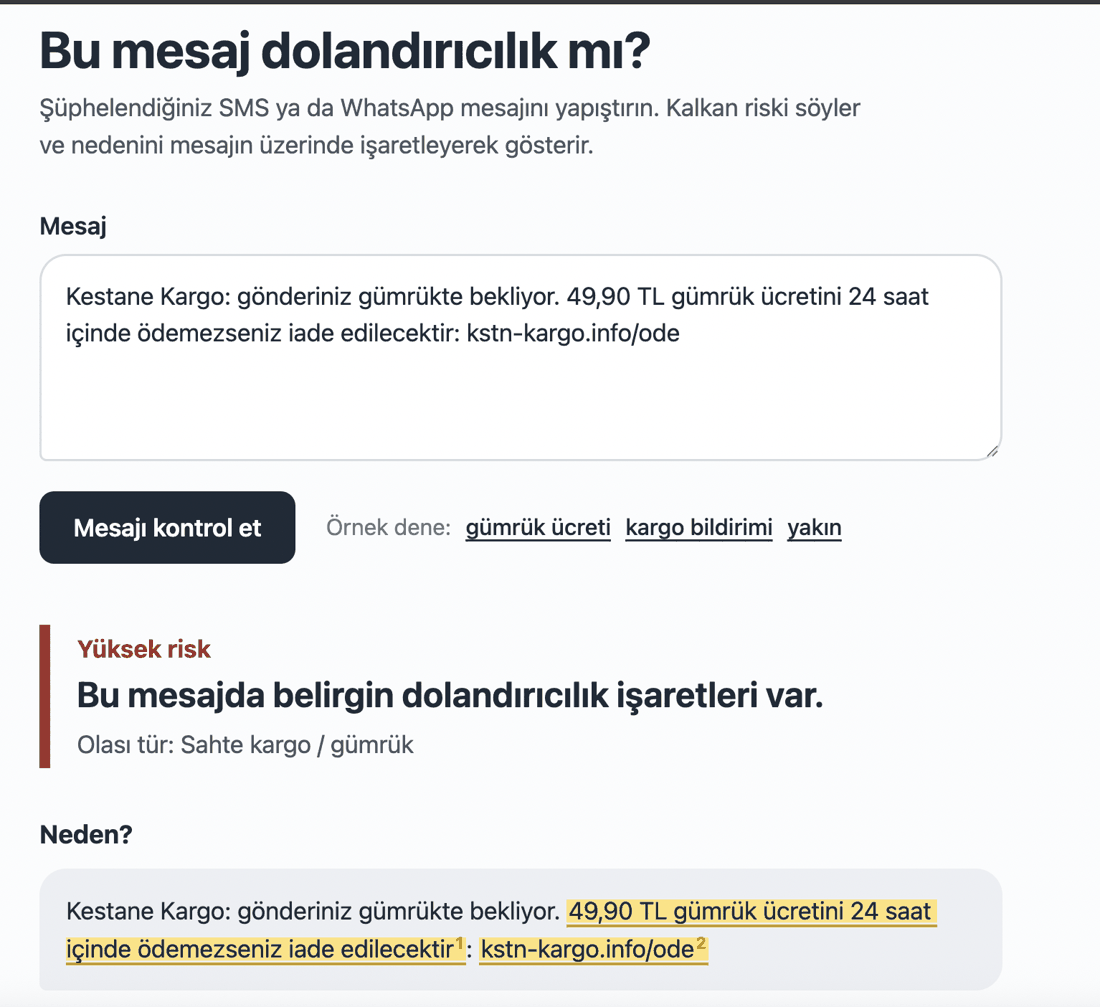 Bu mesaj dolandırıcılık mı?
Şüphelendiğiniz SMS ya da WhatsApp mesajını yapıştırın. Kalkan riski söyler
ve nedenini mesajın üzerinde işaretleyerek gösterir.
Mesaj
Kestane Kargo: gönderiniz gümrükte bekliyor. 49,90 TL gümrük ücretini 24 saat
içinde ödemezseniz iade edilecektir: kstn-kargo.info/ode
Mesajı kontrol et Örnek dene: gümrük ücreti kargo bildirimi yakın
Yüksek risk
Bu mesajda belirgin dolandırıcılık işaretleri var.
Olası tür: Sahte kargo / gümrük
Neden?
Kestane Kargo: gönderiniz gümrükte bekliyor. 49,90 TL gümrük ücretini 24 saat
içinde ödemezseniz iade edilecektir¹: kstn-kargo.info/ode²